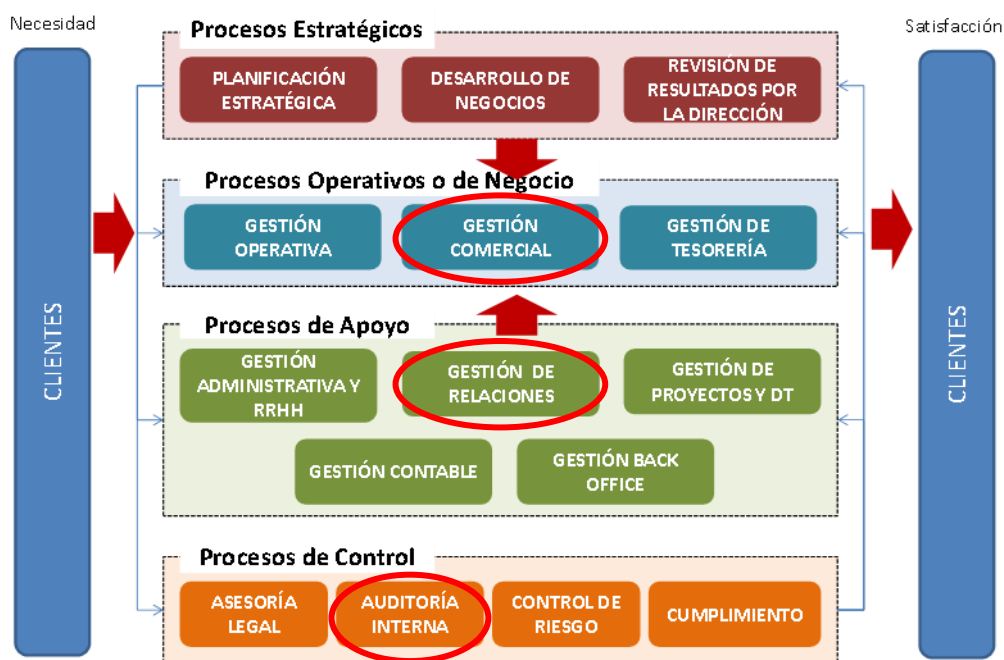 Necesidad
Satisfacción
Procesos Estratégicos
PLANIFICACIÓN
ESTRATÉGICA
DESARROLLO DE
NEGOCIOS
REVISIÓN DE
RESULTADOS POR
LA DIRECCIÓN
CLIENTES
Procesos Operativos o de Negocio
GESTIÓN
OPERATIVA
GESTIÓN
COMERCIAL
GESTIÓN DE
TESORERÍA
CLIENTES
Procesos de Apoyo
GESTIÓN
ADMINISTRATIVA Y
RRHH
GESTIÓN DE
RELACIONES
GESTIÓN DE
PROYECTOS Y DT
GESTIÓN CONTABLE
GESTIÓN BACK
OFFICE
Procesos de Control
ASESORÍA
LEGAL
AUDITORÍA
INTERNA
CONTROL DE
RIESGO
CUMPLIMIENTO